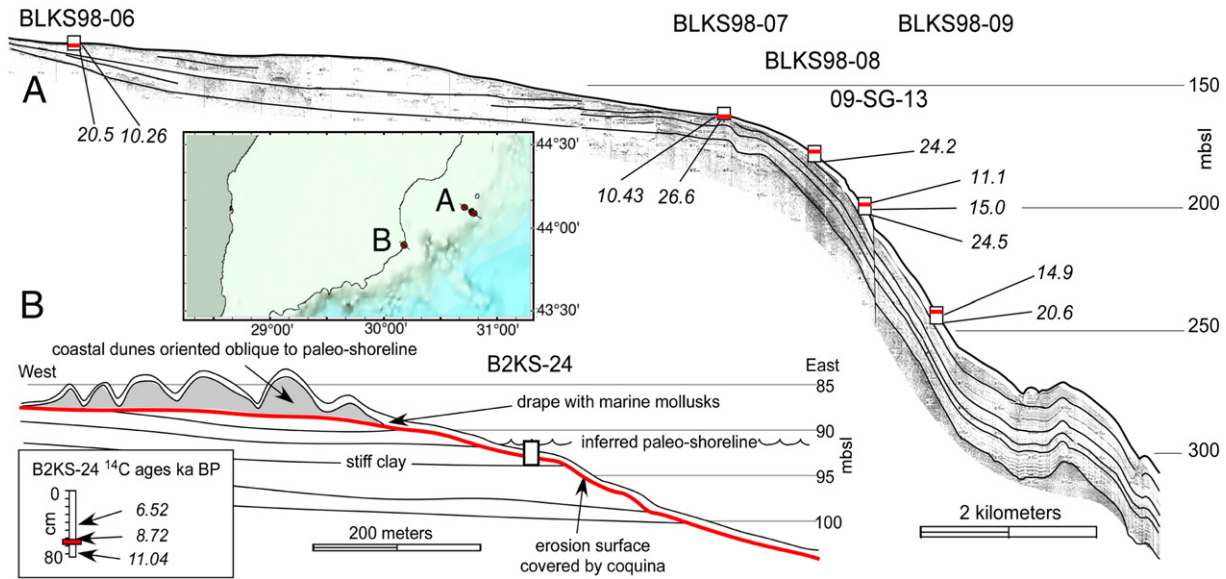 BLKS98-06
BLKS98-07
BLKS98-09
BLKS98-08
09-SG-13
A
150
mbsl
200
250
300
20.5 10.26
10.43 26.6
24.2
11.1
15.0
24.5
14.9
20.6
44°30'
44°00'
43°50'
A
B
29°00' 30°00' 31°00'
B
coastal dunes oriented oblique to paleo-shoreline
West
B2KS-24
East
85
drape with marine mollusks
90
inferred paleo-shoreline
mbsl
stiff clay
95
100
B2KS-24 14C ages ka BP
0
cm
80
6.52
8.72
11.04
200 meters
erosion surface
covered by coquina
2 kilometers